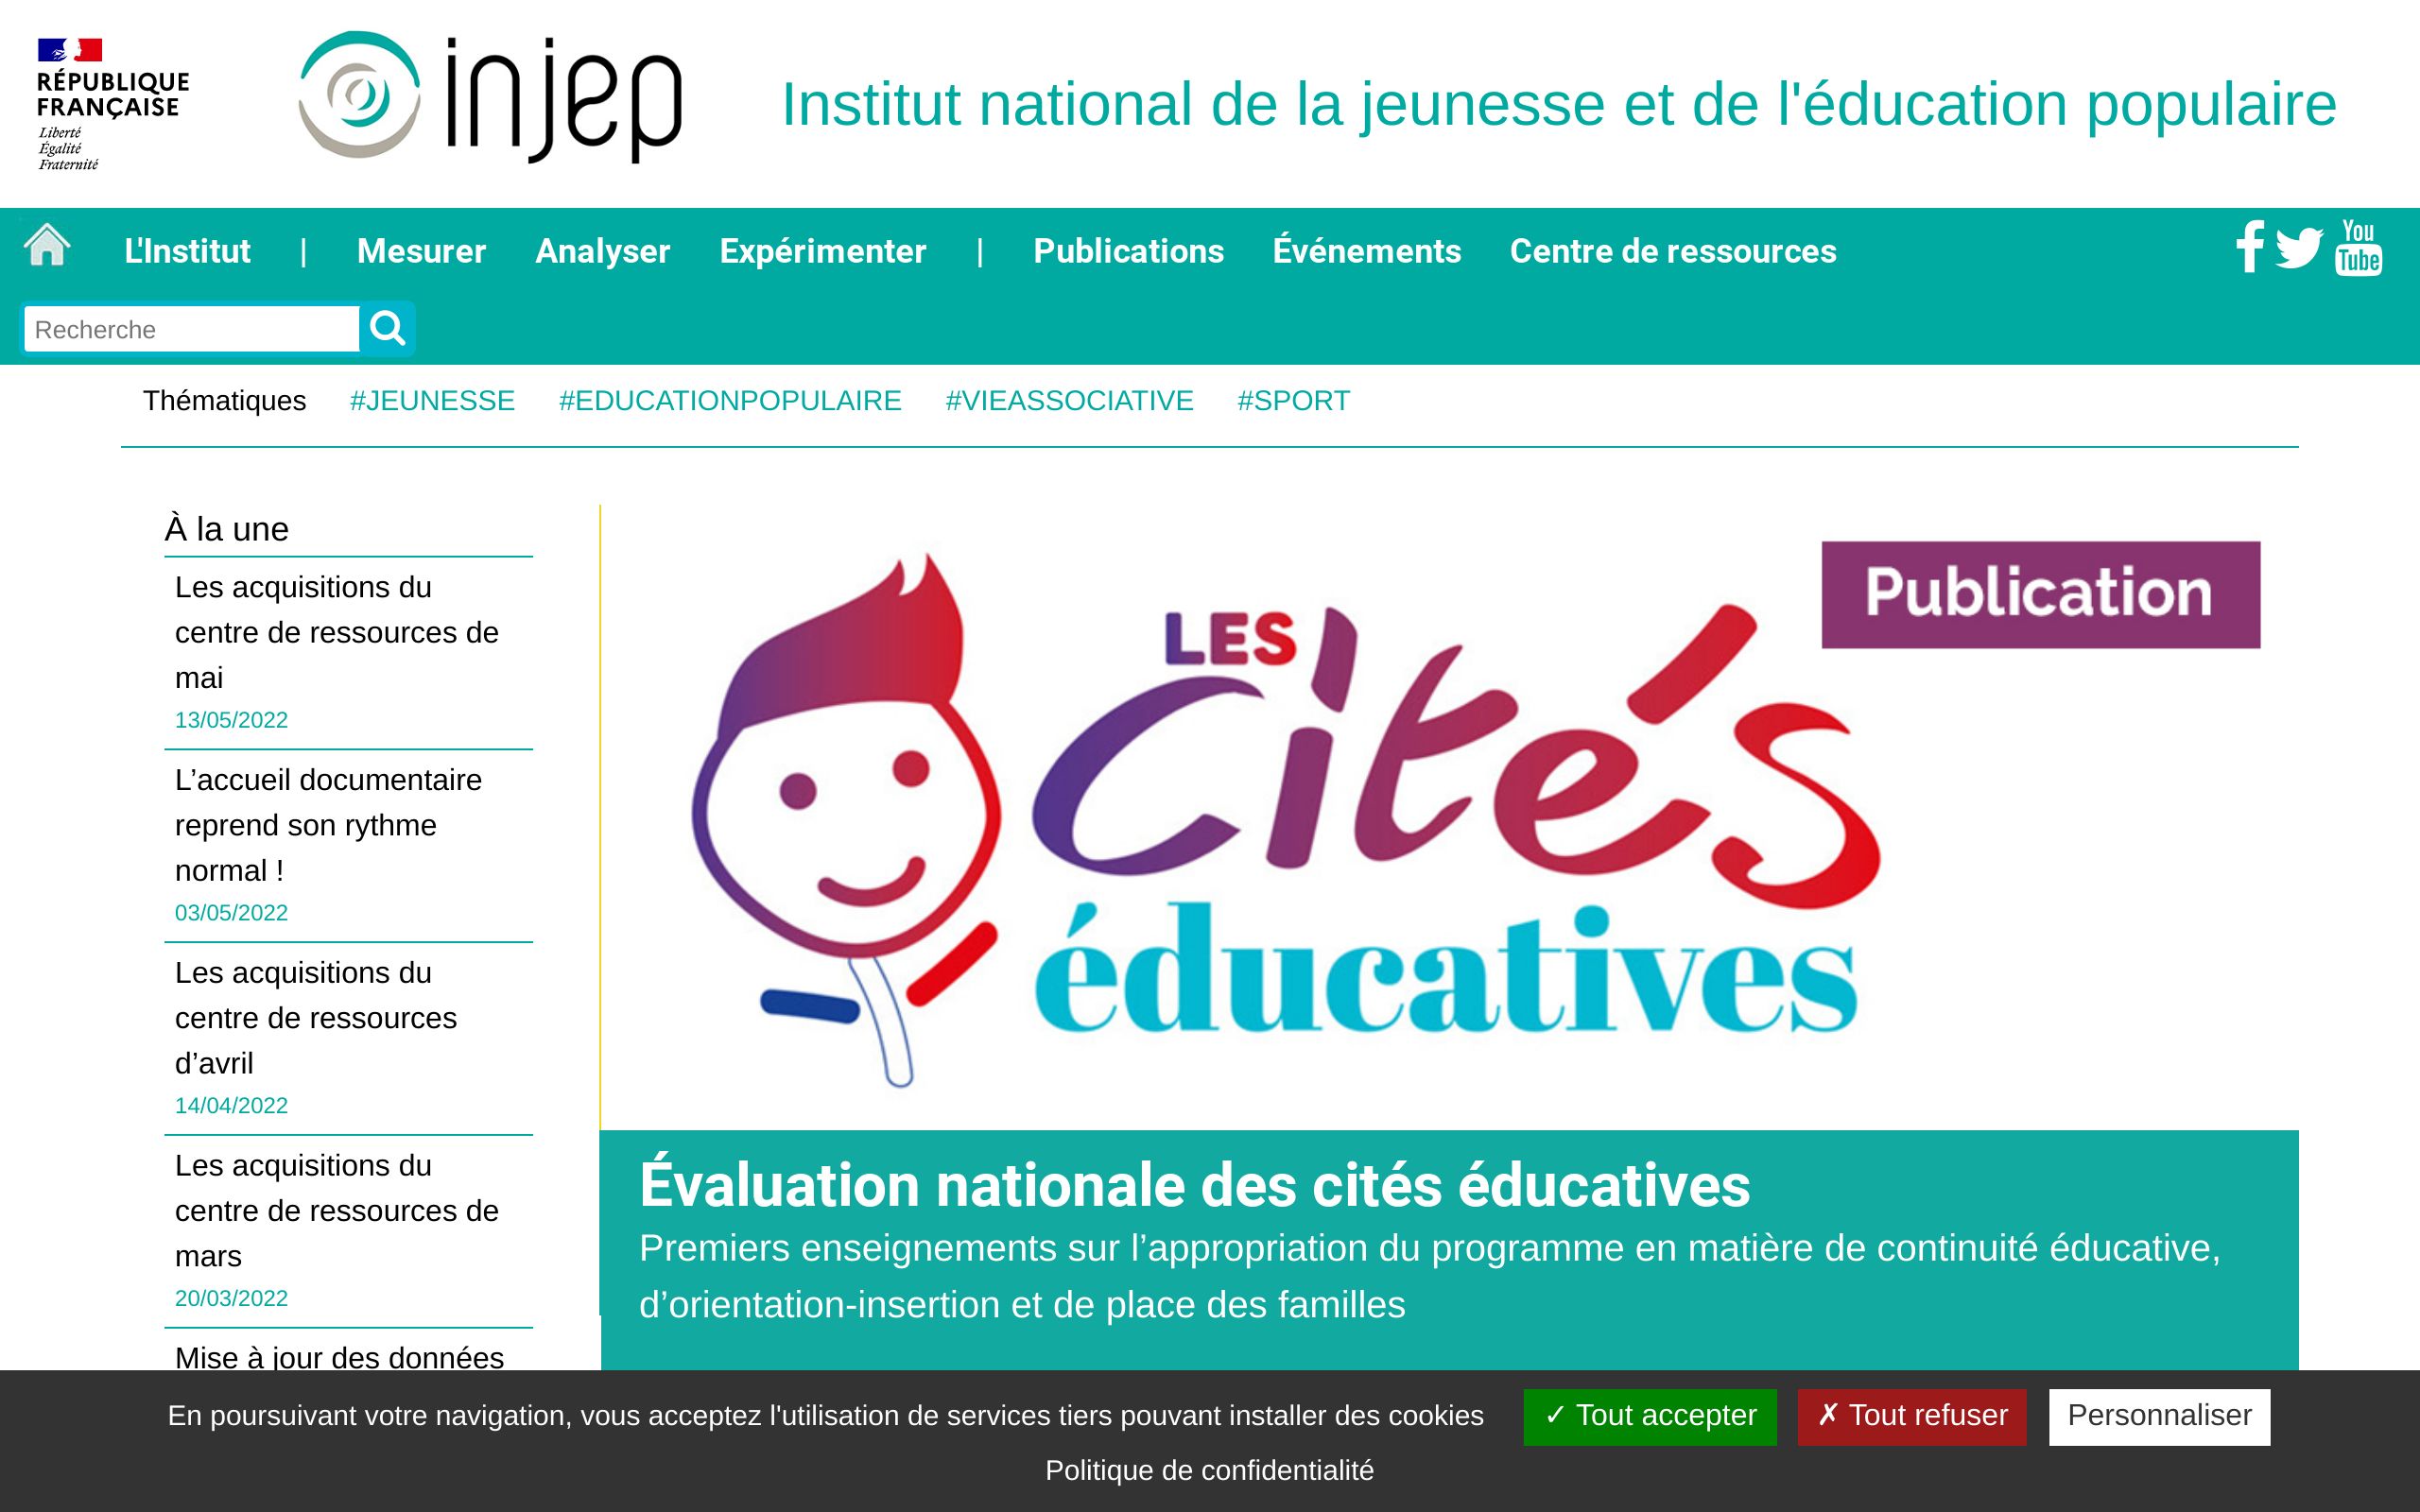 RÉPUBLIQUE
FRANÇAISE
Liberté
Égalité
Fraternité
injep
Institut national de la jeunesse et de l'éducation populaire
L'Institut | Mesurer Analyser Expérimenter | Publications Événements Centre de ressources
You
Tube
Recherche
Thématiques #JEUNESSE #EDUCATIONPOPULAIRE #VIEASSOCIATIVE #SPORT
À la une
Les acquisitions du
centre de ressources de
mai
13/05/2022
L’accueil documentaire
reprend son rythme
normal !
03/05/2022
Les acquisitions du
centre de ressources
d’avril
14/04/2022
Les acquisitions du
centre de ressources de
mars
20/03/2022
Mise à jour des données
Publication
LES
cités
éducatives
Évaluation nationale des cités éducatives
Premiers enseignements sur l’appropriation du programme en matière de continuité éducative,
d’orientation-insertion et de place des familles
En poursuivant votre navigation, vous acceptez l'utilisation de services tiers pouvant installer des cookies
✓ Tout accepter
✗ Tout refuser
Personnaliser
Politique de confidentialité